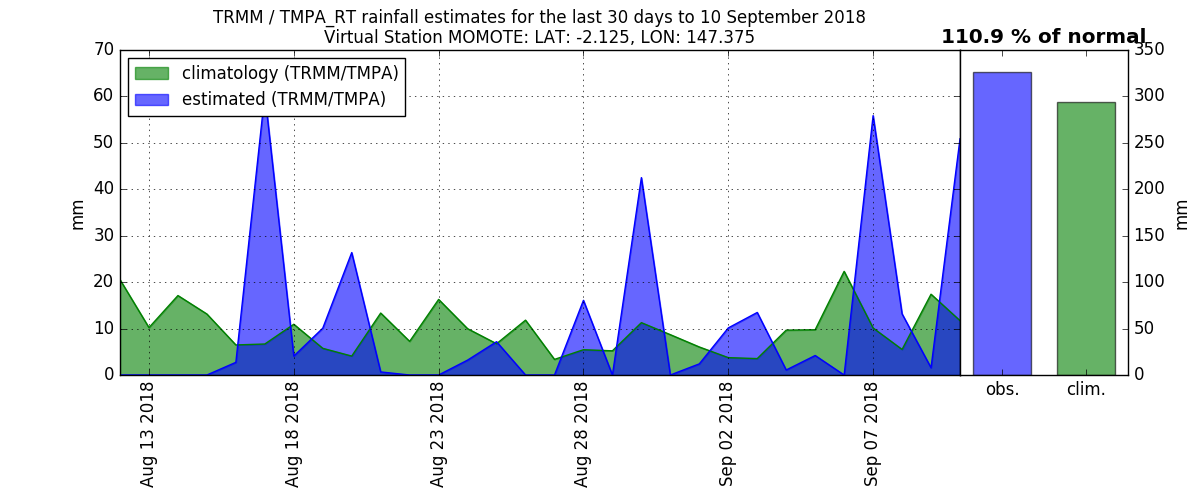 TRMM / TMPA_RT rainfall estimates for the last 30 days to 10 September 2018
Virtual Station MOMOTE: LAT: -2.125, LON: 147.375
110.9 % of normal
climatology (TRMM/TMPA)
estimated (TRMM/TMPA)
70
60
50
40
30
20
10
0
mm
Aug 13 2018
Aug 18 2018
Aug 23 2018
Aug 28 2018
Sep 02 2018
Sep 07 2018
obs.
clim.
350
300
250
200
150
100
50
0
mm